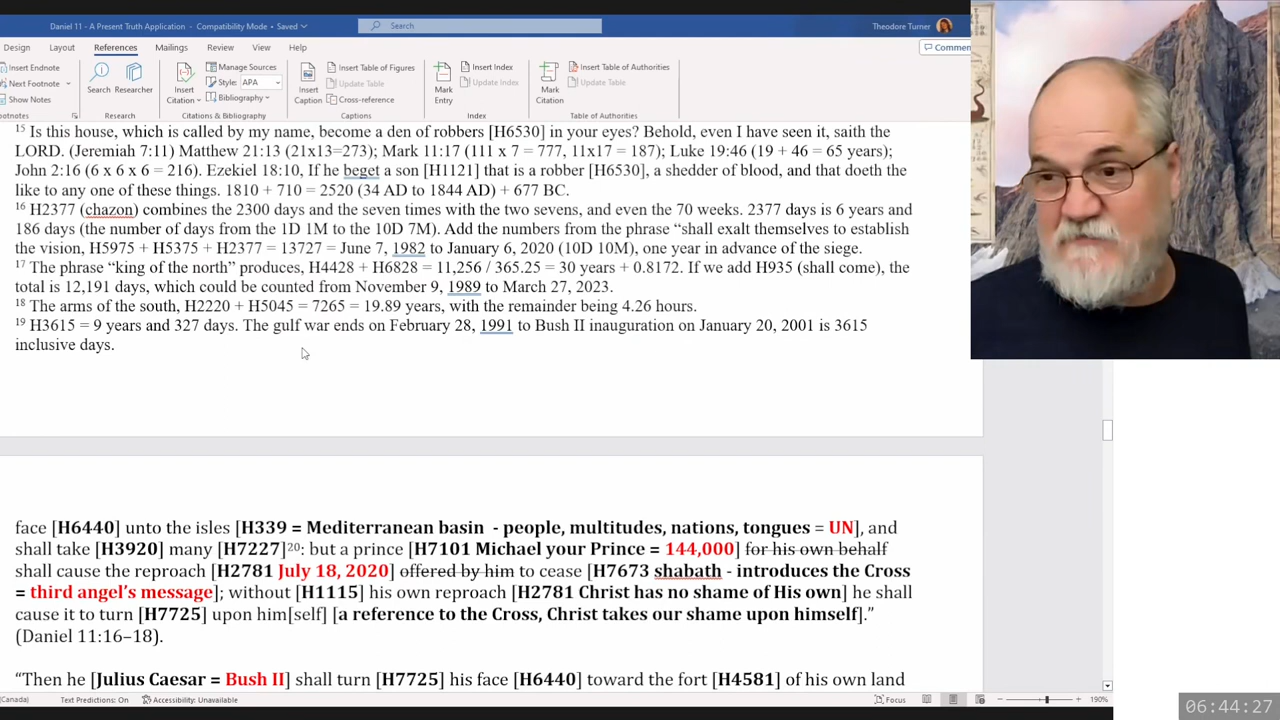 Daniel 11 - A Present Truth Application - Compatibility Mode • Saved
Search
Theodore Turner
Design Layout References Mailings Review View Help
Insert Endnote
Next Footnote
Show Notes
Search Researcher
Research
Insert Citation
Manage Sources
Style: APA
Bibliography
Citations & Bibliography
Insert Caption
Insert Table of Figures
Update Table
Cross-reference
Captions
Mark Entry
Insert Index
Update Index
Index
Mark Citation
Insert Table of Authorities
Update Table
Table of Authorities
15 Is this house, which is called by my name, become a den of robbers [H6530] in your eyes? Behold, even I have seen it, saith the
LORD. (Jeremiah 7:11) Matthew 21:13 (21x13=273); Mark 11:17 (111 x 7 = 777, 11x17 = 187); Luke 19:46 (19 + 46 = 65 years);
John 2:16 (6 x 6 x 6 = 216). Ezekiel 18:10, If he beget a son [H1121] that is a robber [H6530], a shedder of blood, and that doeth the
like to any one of these things. 1810 + 710 = 2520 (34 AD to 1844 AD) + 677 BC.
16 H2377 (chazon) combines the 2300 days and the seven times with the two sevens, and even the 70 weeks. 2377 days is 6 years and
186 days (the number of days from the 1D 1M to the 10D 7M). Add the numbers from the phrase “shall exalt themselves to establish
the vision, H5975 + H5375 + H2377 = 13727 = June 7, 1982 to January 6, 2020 (10D 10M), one year in advance of the siege.
17 The phrase “king of the north” produces, H4428 + H6828 = 11,256 / 365.25 = 30 years + 0.8172. If we add H935 (shall come), the
total is 12,191 days, which could be counted from November 9, 1989 to March 27, 2023.
18 The arms of the south, H2220 + H5045 = 7265 = 19.89 years, with the remainder being 4.26 hours.
19 H3615 = 9 years and 327 days. The gulf war ends on February 28, 1991 to Bush II inauguration on January 20, 2001 is 3615
inclusive days.
face [H6440] unto the isles [H339 = Mediterranean basin - people, multitudes, nations, tongues = UN], and
shall take [H3920] many [H7227]20: but a prince [H7101 Michael your Prince = 144,000] for his own behalf
shall cause the reproach [H2781 July 18, 2020] offered by him to cease [H7673 shabath - introduces the Cross
= third angel’s message]; without [H1115] his own reproach [H2781 Christ has no shame of His own] he shall
cause it to turn [H7725] upon him[self] [a reference to the Cross, Christ takes our shame upon himself].”
(Daniel 11:16–18).
“Then he [Julius Caesar = Bush II] shall turn [H7725] his face [H6440] toward the fort [H4581] of his own land
(Canada) Text Predictions: On Accessibility: Unavailable Focus 190%
06:44:27